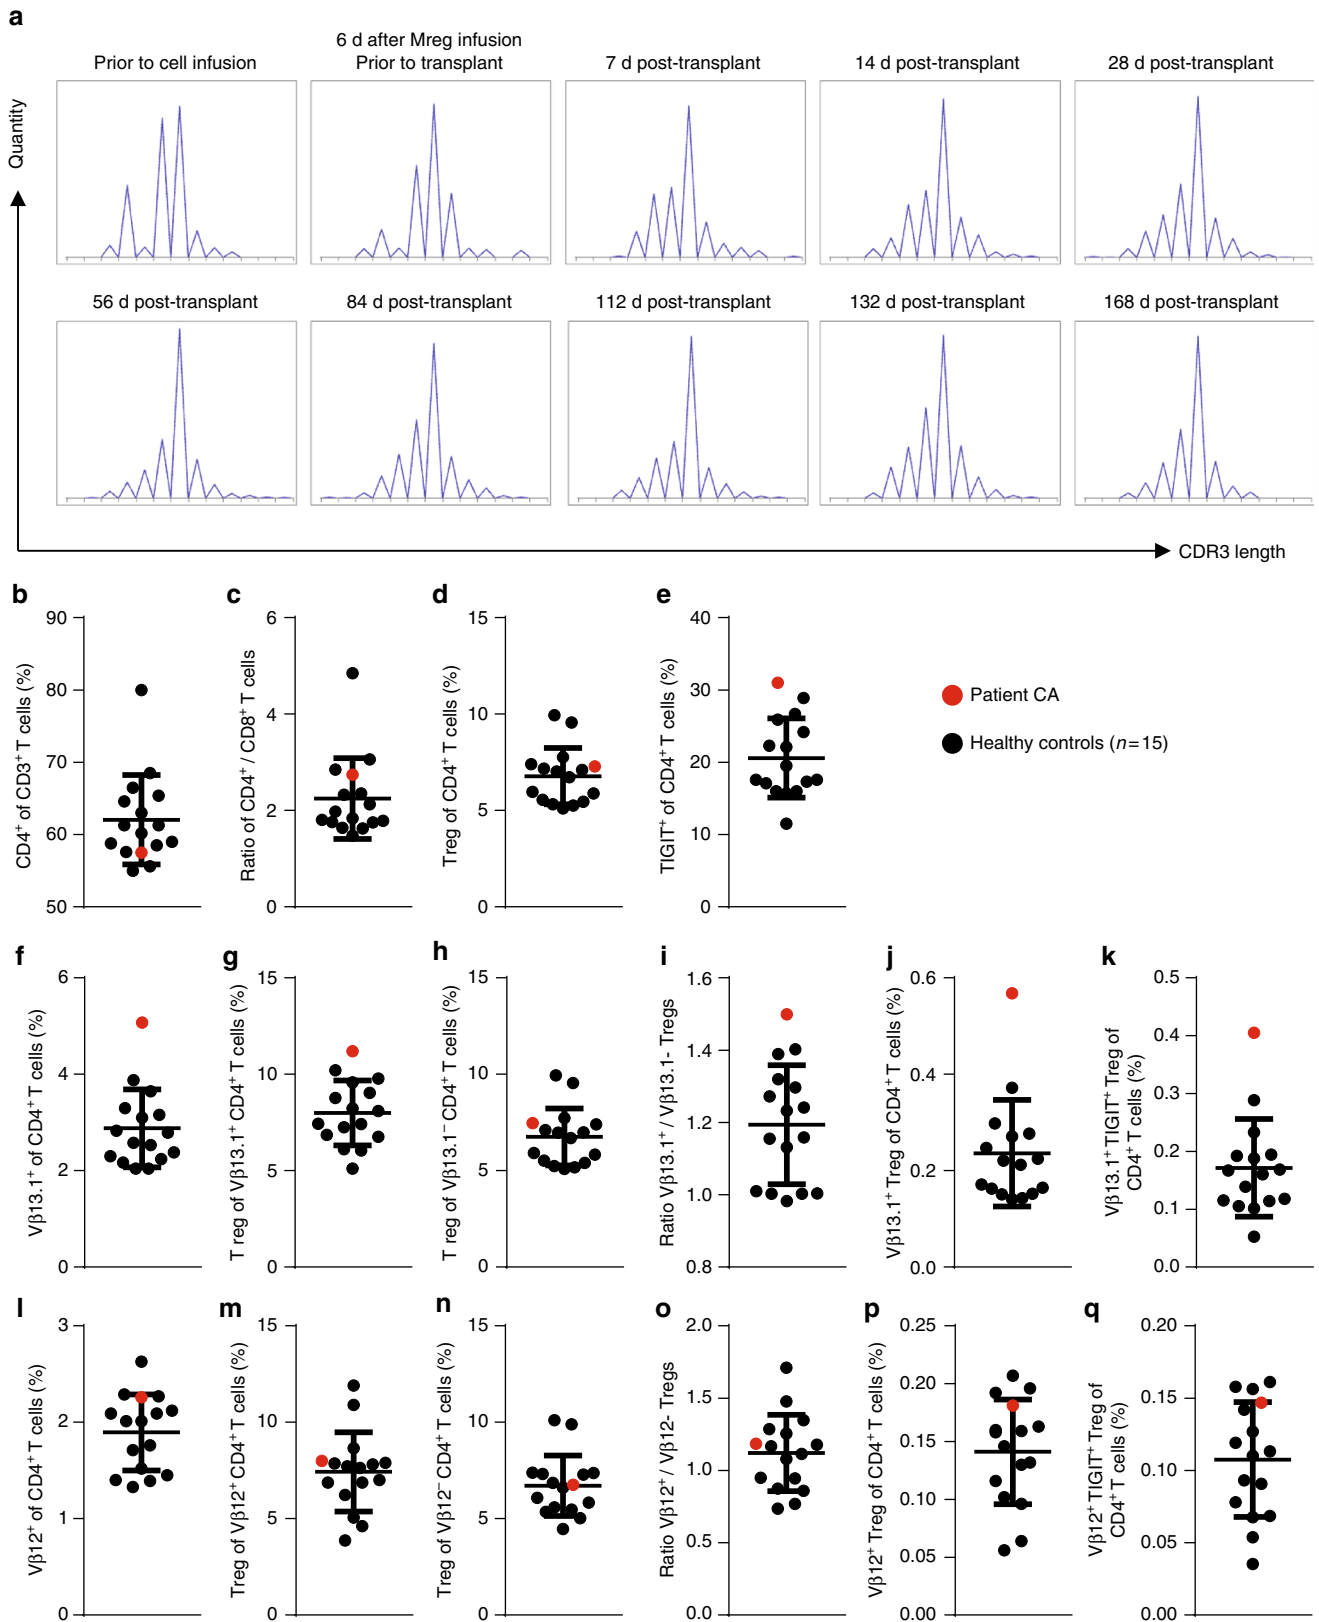 a
6 d after Mreg infusion
Prior to cell infusion
Prior to transplant
7 d post-transplant
14 d post-transplant
28 d post-transplant
Quantity
56 d post-transplant
84 d post-transplant
112 d post-transplant
132 d post-transplant
168 d post-transplant
CDR3 length
b
CD4⁺ of CD3⁺T cells (%)
90
80
70
60
50
c
Ratio of CD4⁺ / CD8⁺ T cells
6
4
2
0
d
Treg of CD4⁺ T cells (%)
15
10
5
0
e
TIGIT⁺ of CD4⁺ T cells (%)
40
30
20
10
0
Patient CA
Healthy controls (n=15)
f
Vβ13.1⁺ of CD4⁺ T cells (%)
6
4
2
0
g
T reg of Vβ13.1⁺ CD4⁺ T cells (%)
15
10
5
0
h
T reg of Vβ13.1⁻ CD4⁺ T cells (%)
15
10
5
0
i
Ratio Vβ13.1⁺ / Vβ13.1- Tregs
1.6
1.4
1.2
1.0
0.8
j
Vβ13.1⁺ Treg of CD4⁺ T cells (%)
0.6
0.4
0.2
0.0
k
Vβ13.1⁺ TIGIT⁺ Treg of
CD4⁺ T cells (%)
0.5
0.4
0.3
0.2
0.1
0.0
l
Vβ12⁺ of CD4⁺ T cells (%)
3
2
1
0
m
Treg of Vβ12⁺ CD4⁺ T cells (%)
15
10
5
0
n
Treg of Vβ12⁻ CD4⁺ T cells (%)
15
10
5
0
o
Ratio Vβ12⁺ / Vβ12- Tregs
2.0
1.5
1.0
0.5
0.0
p
Vβ12⁺ Treg of CD4⁺ T cells (%)
0.25
0.20
0.15
0.10
0.05
0.00
q
Vβ12⁺ TIGIT⁺ Treg of
CD4⁺ T cells (%)
0.20
0.15
0.10
0.05
0.00